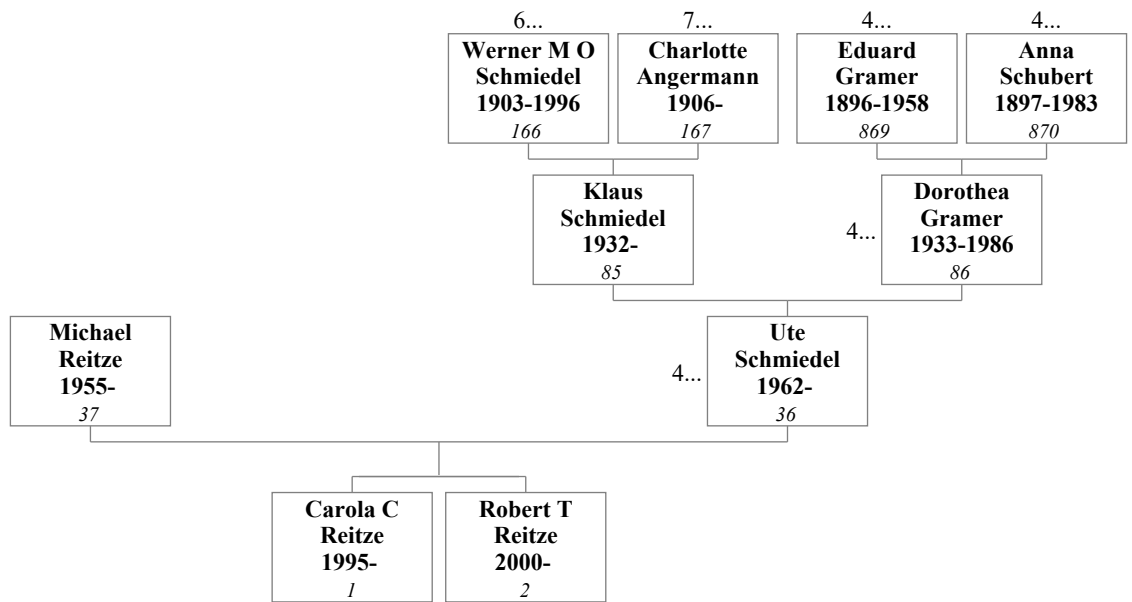 6...
7...
4...
4...
Werner M O
Schmiedel
1903-1996
166
Charlotte
Angermann
1906-
167
Eduard
Gramer
1896-1958
869
Anna
Schubert
1897-1983
870
Klaus
Schmiedel
1932-
85
4...
Dorothea
Gramer
1933-1986
86
Michael
Reitze
1955-
37
4...
Ute
Schmiedel
1962-
36
Carola C
Reitze
1995-
1
Robert T
Reitze
2000-
2